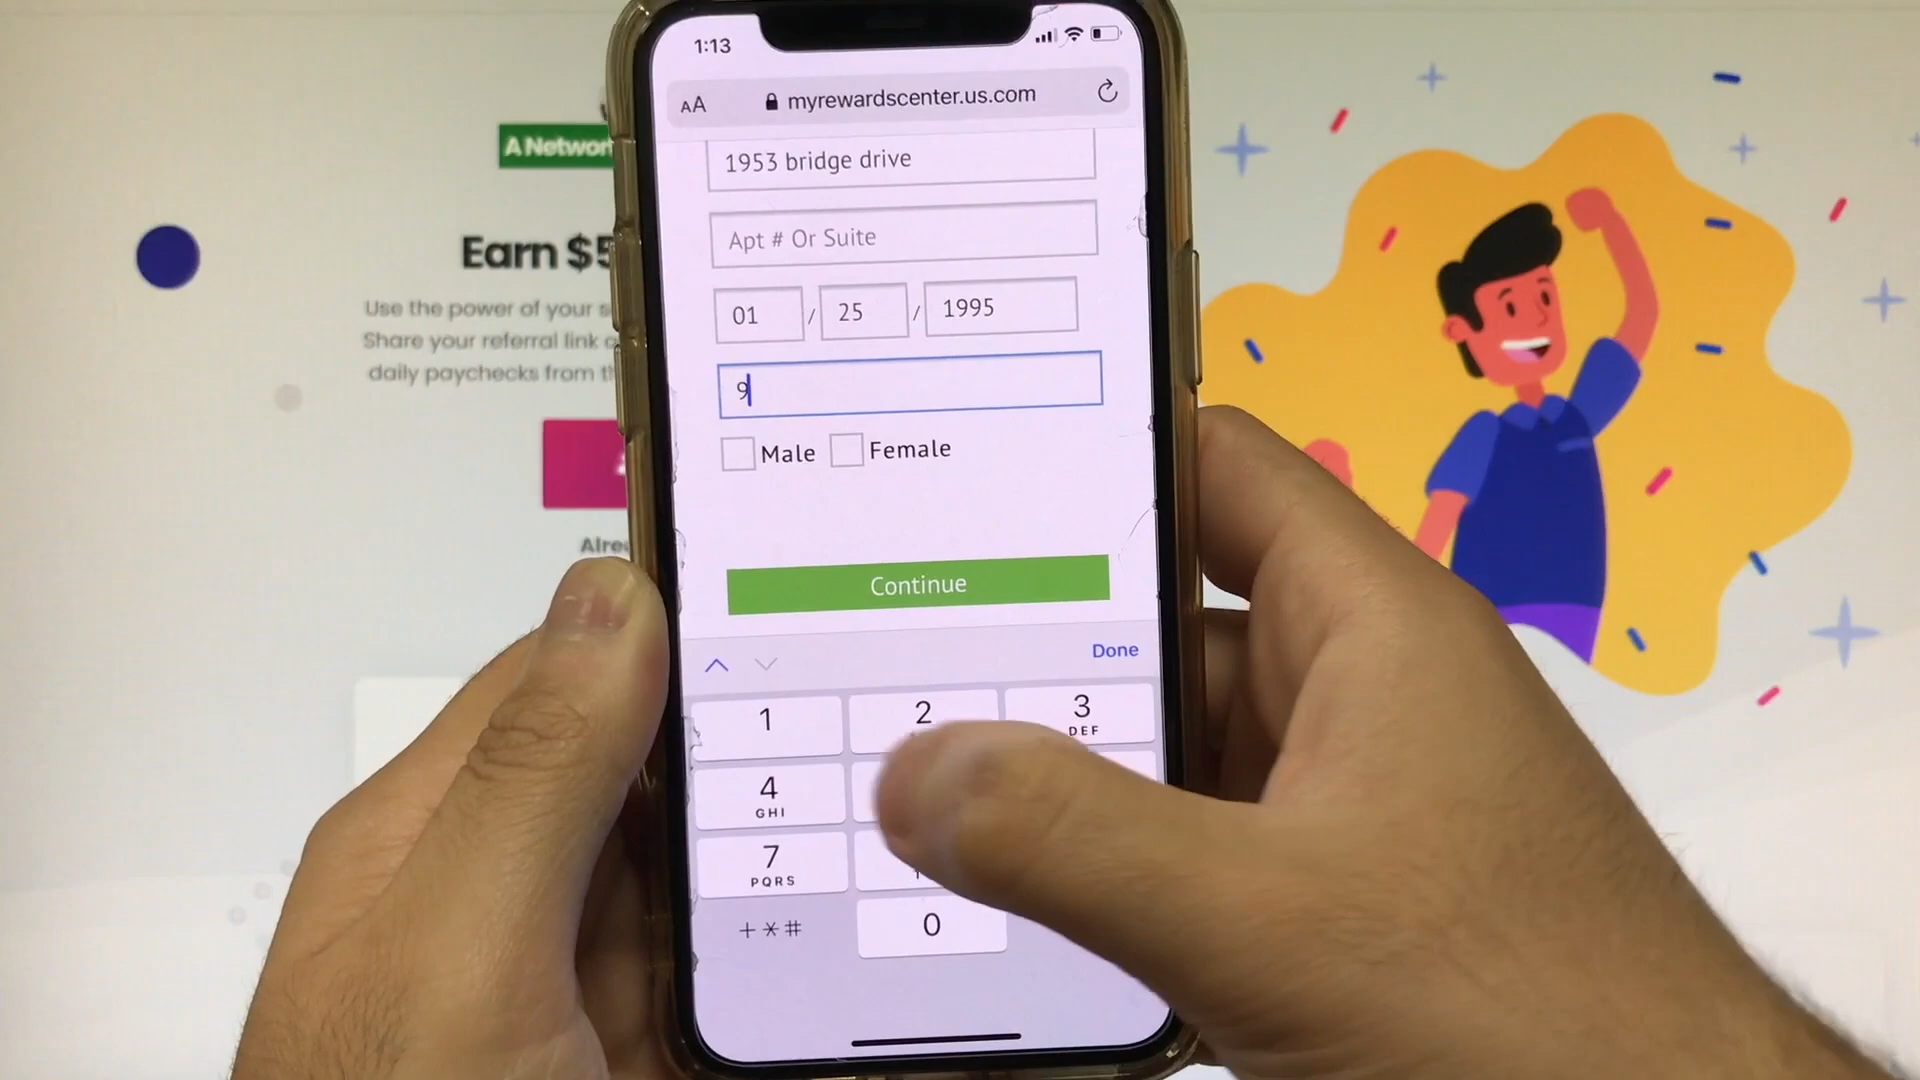 1:13
AA myrewardscenter.us.com
1953 bridge drive
Apt # Or Suite
01 / 25 / 1995
9
Male Female
Continue
Done
1 2 3
DEF
4
GHI
7
PQRS
+*# 0
A Networ
Earn $5
Use the power of your
Share your referral link
daily paychecks from